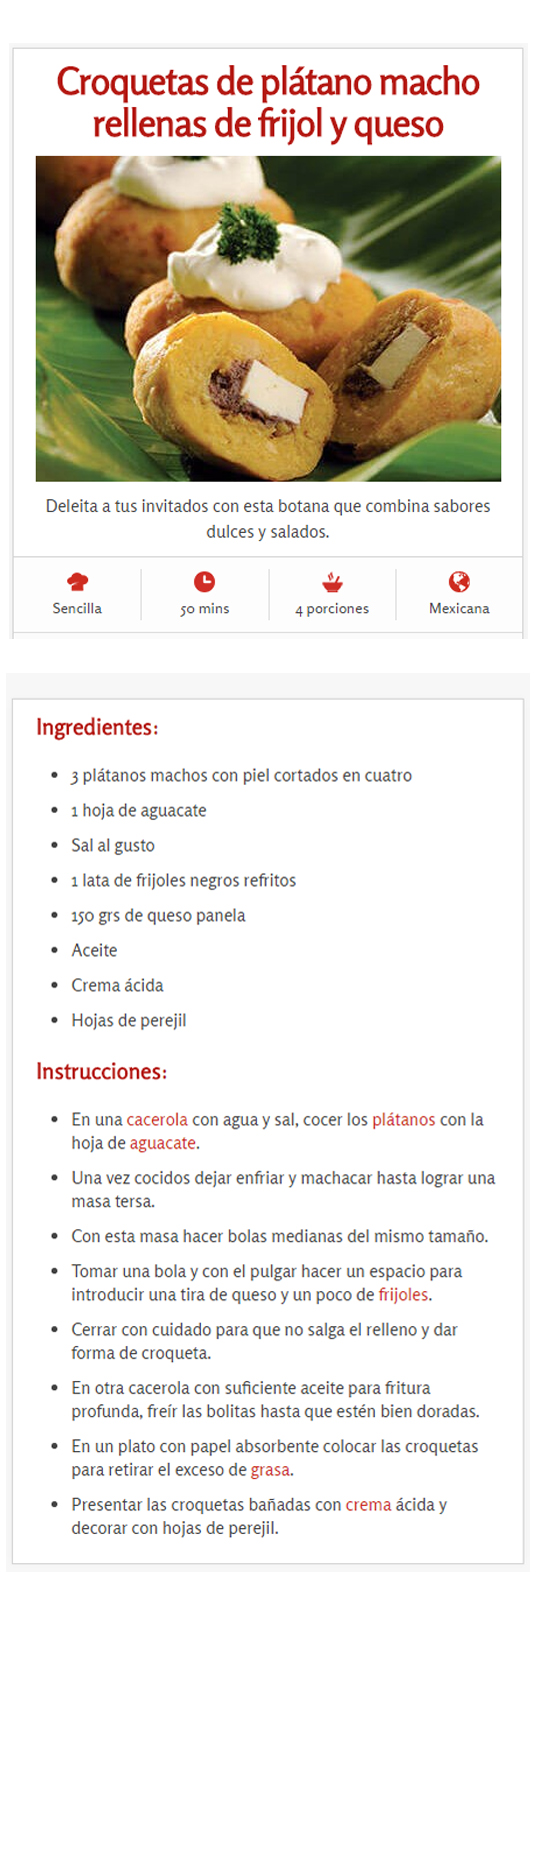 Croquetas de plátano macho
rellenas de frijol y queso
Deleita a tus invitados con esta botana que combina sabores
dulces y salados.
Sencilla
50 mins
4 porciones
Mexicana
Ingredientes:
• 3 plátanos machos con piel cortados en cuatro
• 1 hoja de aguacate
• Sal al gusto
• 1 lata de frijoles negros refritos
• 150 grs de queso panela
• Aceite
• Crema ácida
• Hojas de perejil
Instrucciones:
• En una cacerola con agua y sal, cocer los plátanos con la
hoja de aguacate.
• Una vez cocidos dejar enfriar y machacar hasta lograr una
masa tersa.
• Con esta masa hacer bolas medianas del mismo tamaño.
• Tomar una bola y con el pulgar hacer un espacio para
introducir una tira de queso y un poco de frijoles.
• Cerrar con cuidado para que no salga el relleno y dar
forma de croqueta.
• En otra cacerola con suficiente aceite para fritura
profunda, freír las bolitas hasta que estén bien doradas.
• En un plato con papel absorbente colocar las croquetas
para retirar el exceso de grasa.
• Presentar las croquetas bañadas con crema ácida y
decorar con hojas de perejil.